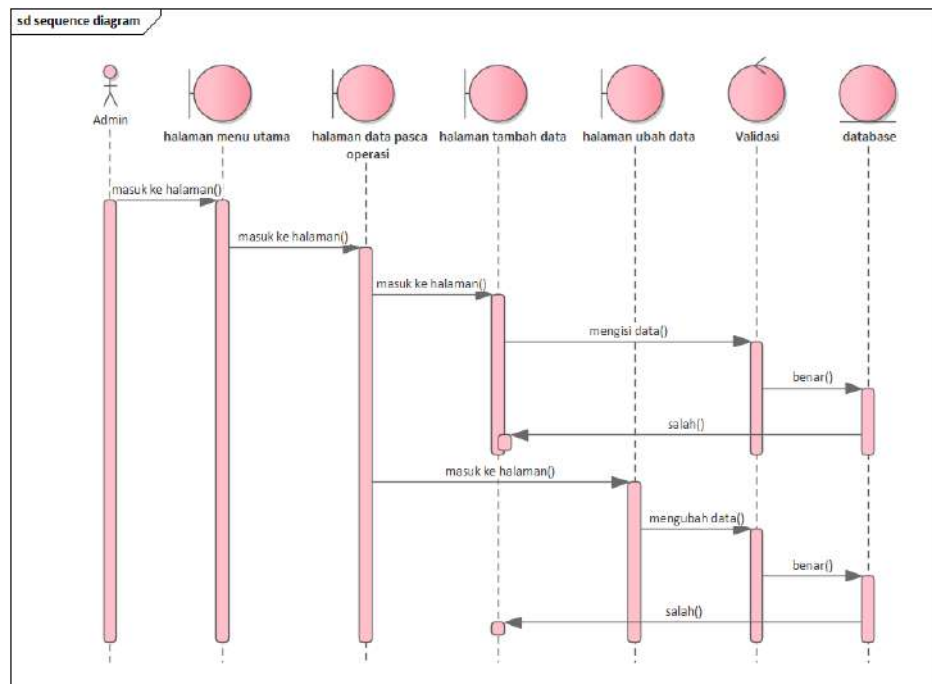 sd sequence diagram
Admin
halaman menu utama
halaman data pasca
operasi
halaman tambah data
halaman ubah data
Validasi
database
masuk ke halaman()
masuk ke halaman()
masuk ke halaman()
mengisi data()
benar()
salah()
masuk ke halaman()
mengubah data()
benar()
salah()